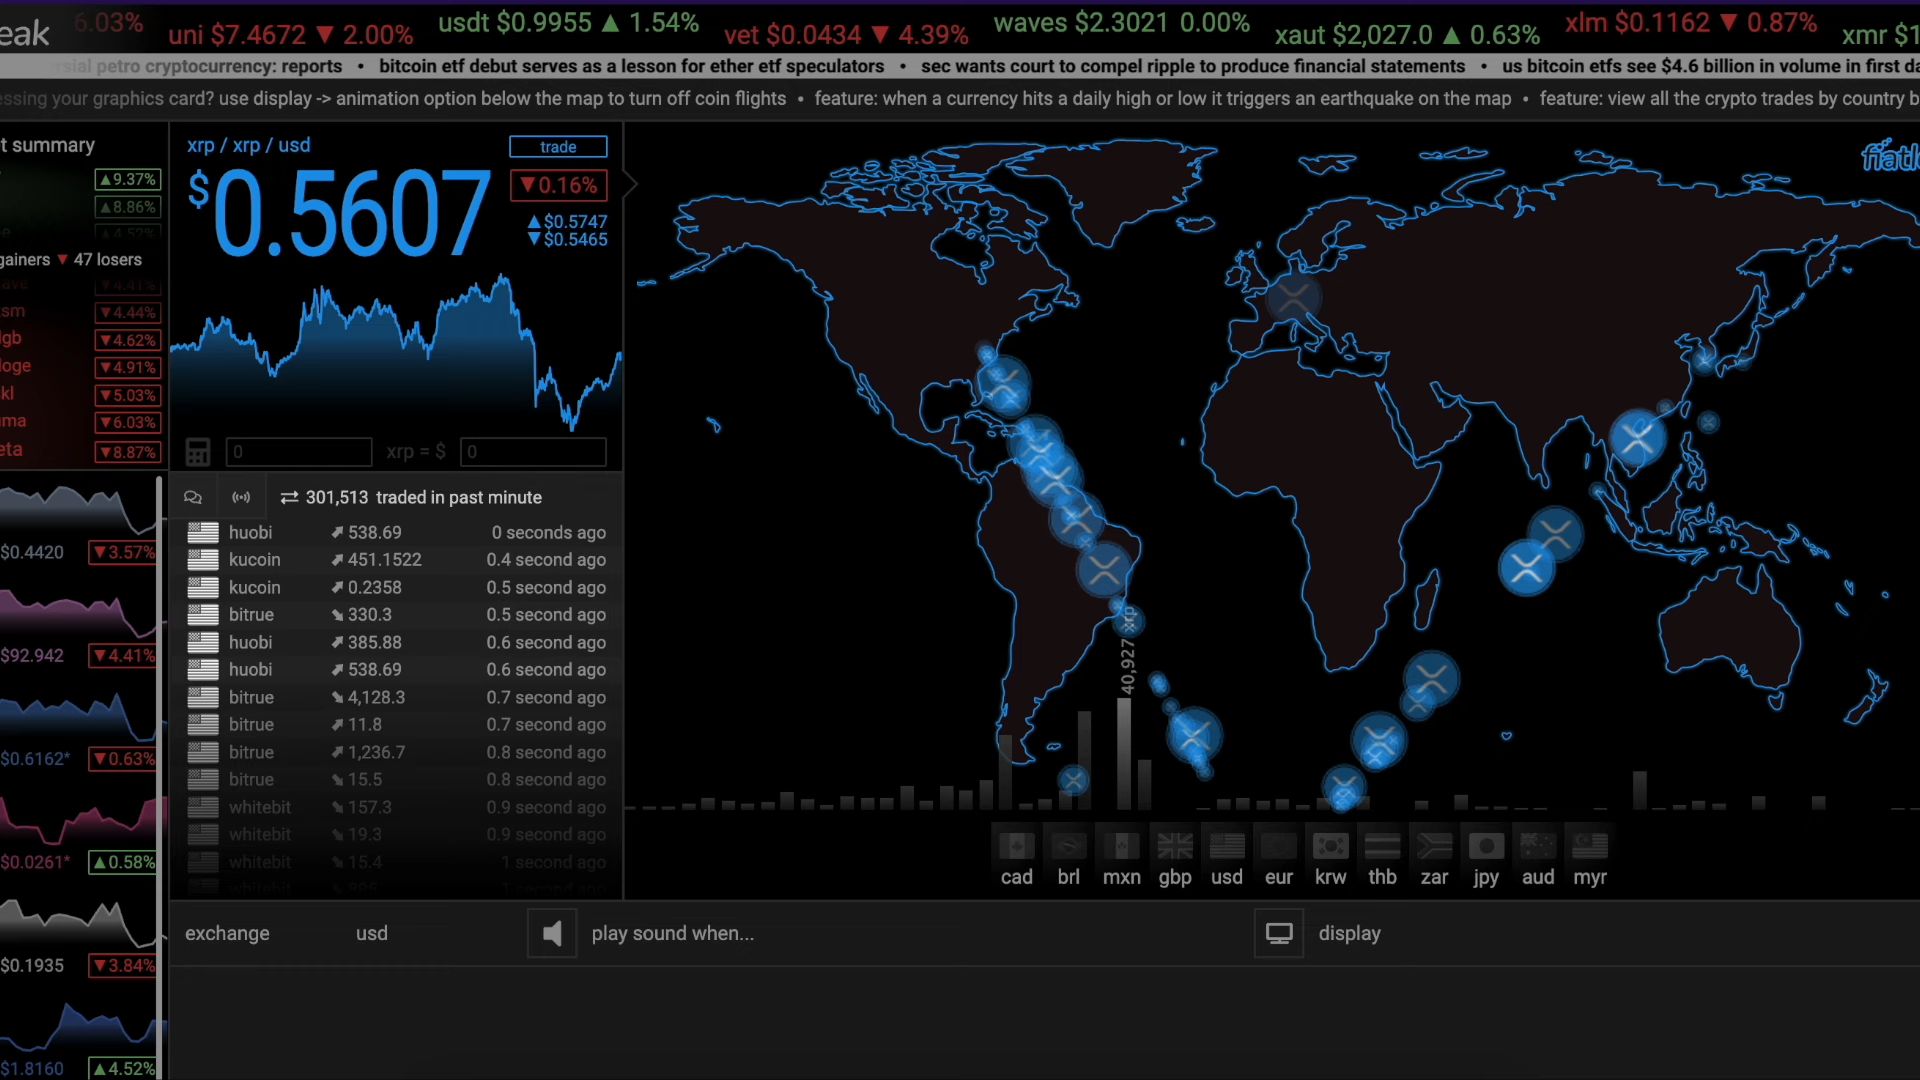 eak
6.03%
uni $7.4672 ▼ 2.00%
usdt $0.9955 ▲ 1.54%
vet $0.0434 ▼ 4.39%
waves $2.3021 0.00%
xaut $2,027.0 ▲ 0.63%
xlm $0.1162 ▼ 0.87%
xmr $1
petro cryptocurrency: reports • bitcoin etf debut serves as a lesson for ether etf speculators • sec wants court to compel ripple to produce financial statements • us bitcoin etfs see $4.6 billion in volume in first da
essing your graphics card? use display -> animation option below the map to turn off coin flights • feature: when a currency hits a daily high or low it triggers an earthquake on the map • feature: view all the crypto trades by country b
t summary
▲9.37%
▲8.86%
▲4.52%
gainers ▼ 47 losers
▼4.41%
sm ▼4.44%
lgb ▼4.62%
loge ▼4.91%
kl ▼5.03%
ma ▼6.03%
eta ▼8.87%
$0.4420 ▼3.57%
$92.942 ▼4.41%
$0.6162* ▼0.63%
$0.0261* ▲0.58%
$0.1935 ▼3.84%
$1.8160 ▲4.52%
xrp / xrp / usd
trade
$0.5607
▼0.16%
▲$0.5747
▼$0.5465
0 xrp = $ 0
301,513 traded in past minute
huobi 538.69 0 seconds ago
kucoin 451.1522 0.4 second ago
kucoin 0.2358 0.5 second ago
bitrue 330.3 0.5 second ago
huobi 385.88 0.6 second ago
huobi 538.69 0.6 second ago
bitrue 4,128.3 0.7 second ago
bitrue 11.8 0.7 second ago
bitrue 1,236.7 0.8 second ago
bitrue 15.5 0.8 second ago
whitebit 157.3 0.9 second ago
whitebit 19.3 0.9 second ago
whitebit 15.4 1 second ago
whitebit 1 second ago
fiatl
40,927 xrp
cad brl mxn gbp usd eur krw thb zar jpy aud myr
exchange usd
play sound when...
display